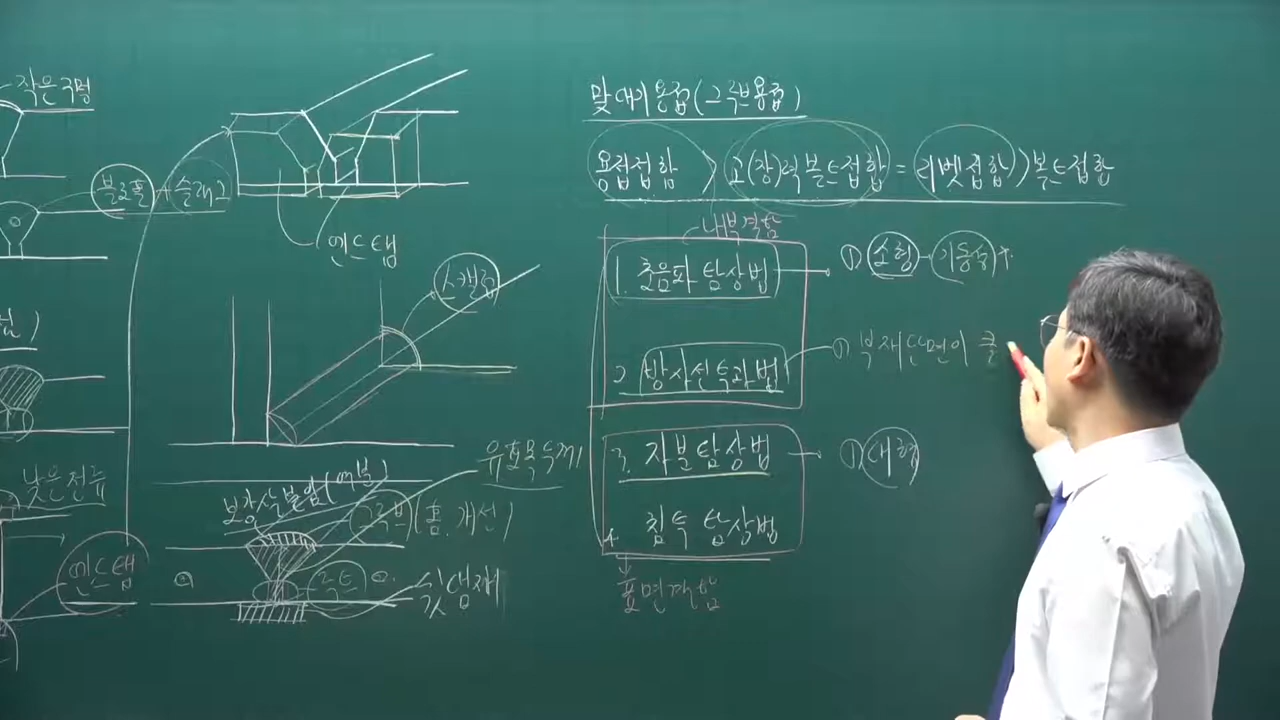 작은구멍
블로홀
슬래그
낮은전류
엔드탭
엔드탭
스캘럽
유효목두께
보강살붙임(여분)
그루브(홈, 개선)
루트
뒷댐재
맞대기용접(그루브용접)
용접접합 > 고(장)력볼트접합 = 리벳접합 > 볼트접합
내부결함
1. 초음파탐상법 ① 소형 - 기동성↑
2. 방사선투과법 ① 부재단면이 클
3. 자분탐상법 ① 대형
4. 침투탐상법
표면결함